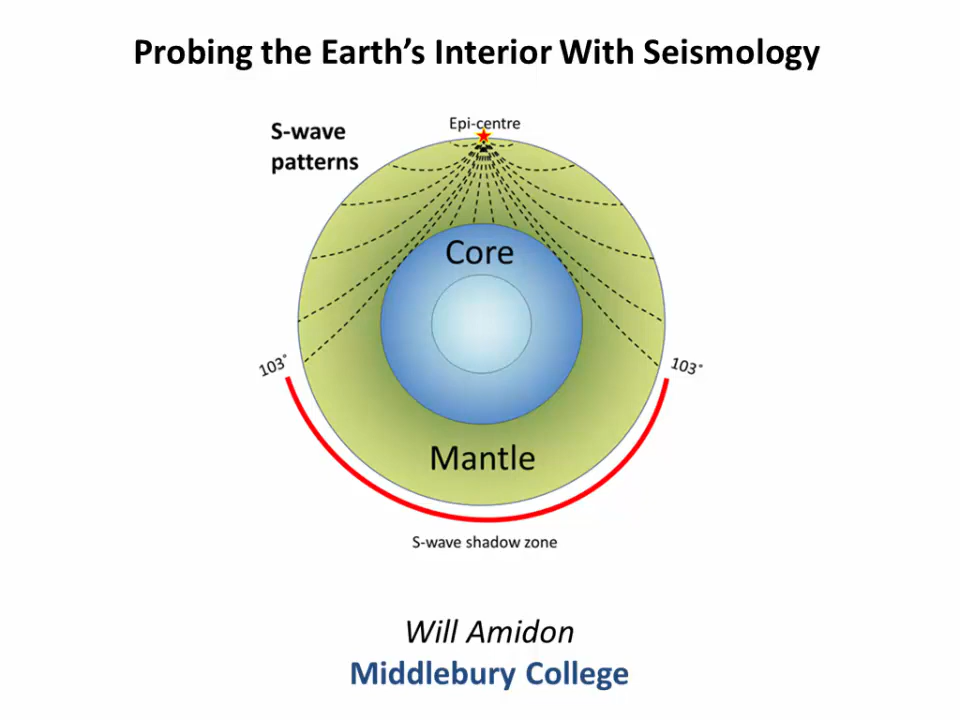 Probing the Earth’s Interior With Seismology
Epi-centre
S-wave
patterns
Core
103˚
103˚
Mantle
S-wave shadow zone
Will Amidon
Middlebury College